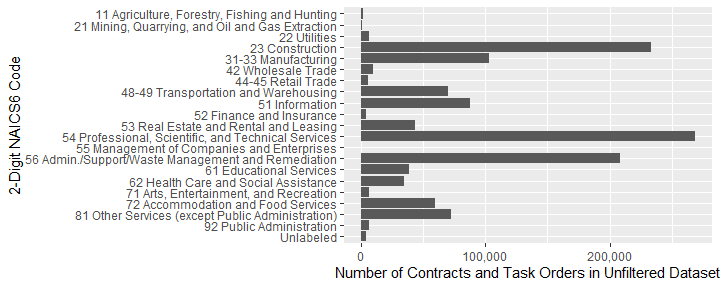 2-Digit NAICS6 Code
11 Agriculture, Forestry, Fishing and Hunting
21 Mining, Quarrying, and Oil and Gas Extraction
22 Utilities
23 Construction
31-33 Manufacturing
42 Wholesale Trade
44-45 Retail Trade
48-49 Transportation and Warehousing
51 Information
52 Finance and Insurance
53 Real Estate and Rental and Leasing
54 Professional, Scientific, and Technical Services
55 Management of Companies and Enterprises
56 Admin./Support/Waste Management and Remediation
61 Educational Services
62 Health Care and Social Assistance
71 Arts, Entertainment, and Recreation
72 Accommodation and Food Services
81 Other Services (except Public Administration)
92 Public Administration
Unlabeled
0 100,000 200,000
Number of Contracts and Task Orders in Unfiltered Dataset